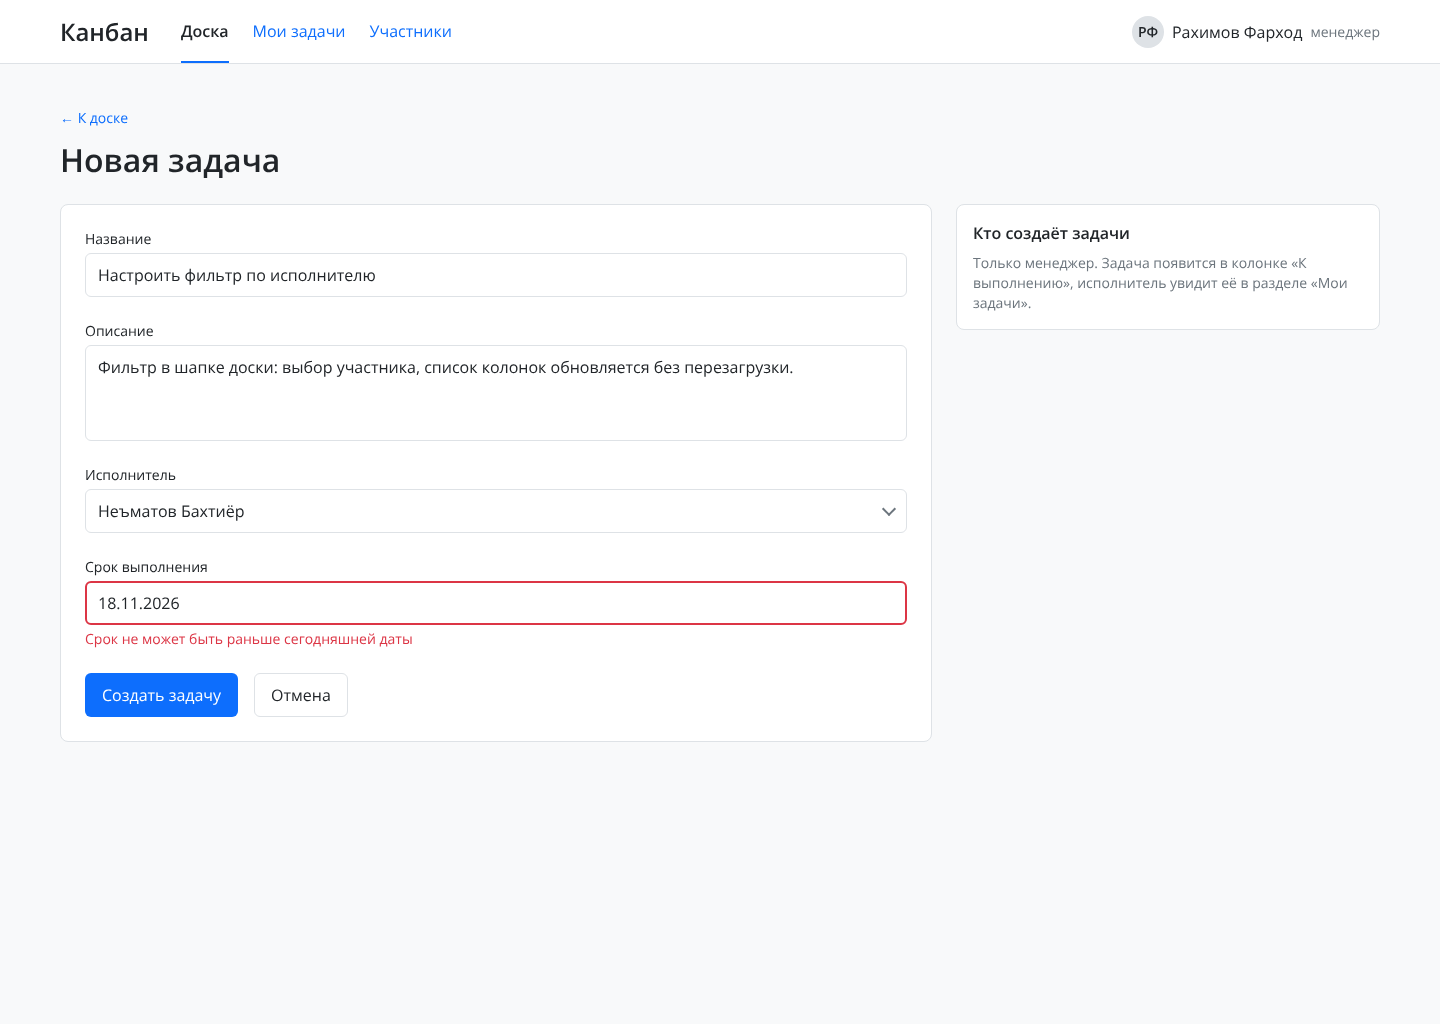 Канбан
Доска
Мои задачи
Участники
РФ
Рахимов Фарход
менеджер
← К доске
Новая задача
Название
Настроить фильтр по исполнителю
Описание
Фильтр в шапке доски: выбор участника, список колонок обновляется без перезагрузки.
Исполнитель
Неъматов Бахтиёр
Срок выполнения
18.11.2026
Срок не может быть раньше сегодняшней даты
Создать задачу
Отмена
Кто создаёт задачи
Только менеджер. Задача появится в колонке «К
выполнению», исполнитель увидит её в разделе «Мои
задачи».